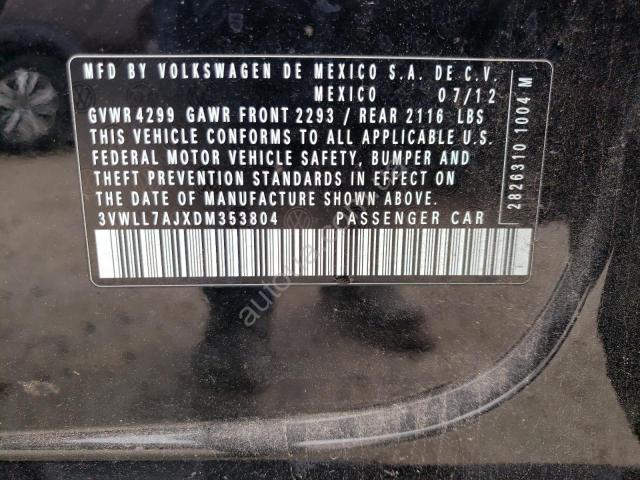 MFD BY VOLKSWAGEN DE MEXICO S.A. DE C.V.
MEXICO 07/12
GVWR 4299 GAWR FRONT 2293 / REAR 2116 LBS
THIS VEHICLE CONFORMS TO ALL APPLICABLE U.S.
FEDERAL MOTOR VEHICLE SAFETY, BUMPER AND
THEFT PREVENTION STANDARDS IN EFFECT ON
THE DATE OF MANUFACTURE SHOWN ABOVE
3VWLL7AJXDM353804 PASSENGER CAR
2826310 1004 M